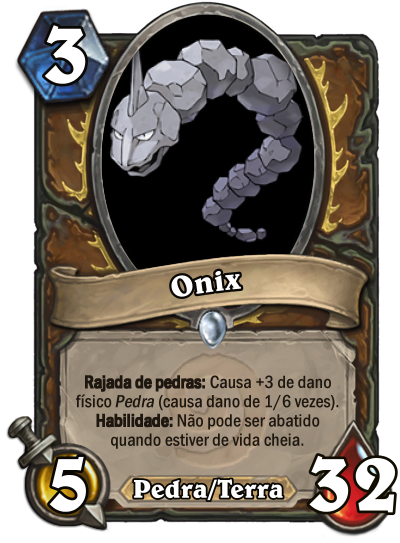 3
Onix
Rajada de pedras: Causa +3 de dano
físico Pedra (causa dano de 1/6 vezes).
Habilidade: Não pode ser abatido
quando estiver de vida cheia.
5
Pedra/Terra
32